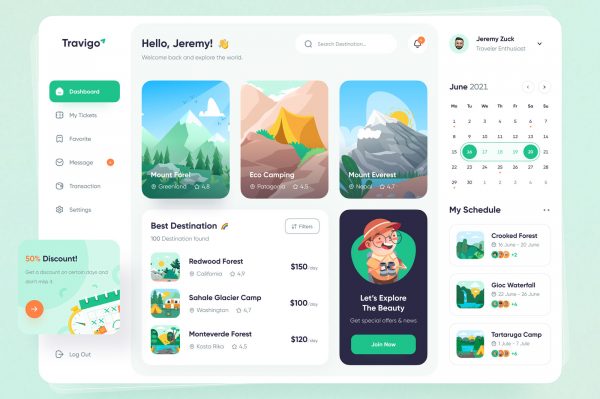 Travigo
Dashboard
My Tickets
Favorite
Message
Transaction
Settings
50% Discount!
Get a discount on certain days and
don't miss it
Log Out
Hello, Jeremy! 👋
Welcome back and explore the world.
Search Destination...
Mount Forel
Greenland 4,8
Eco Camping
Patagonia 4,5
Mount Everest
Nepal 4,7
Best Destination 🌈
Filters
100 Destination found
Redwood Forest
California 4,9
$150 /day
Sahale Glacier Camp
Washington 4,7
$100 /day
Monteverde Forest
Kosta Rika 4,5
$120 /day
Let's Explore
The Beauty
Get special offers & news
Join Now
Jeremy Zuck
Traveler Enthusiast
June 2021
Mo Tu We Th Fr Sa Su
1 2 3 4 5 6 7
8 9 10 11 12 13 14
15 16 17 18 19 20 21
22 23 24 25 26 27 28
29 30
My Schedule
Crooked Forest
16 June - 20 June
+2
Gioc Waterfall
22 June - 26 June
+4
Tartaruga Camp
1 July - 7 July
+6